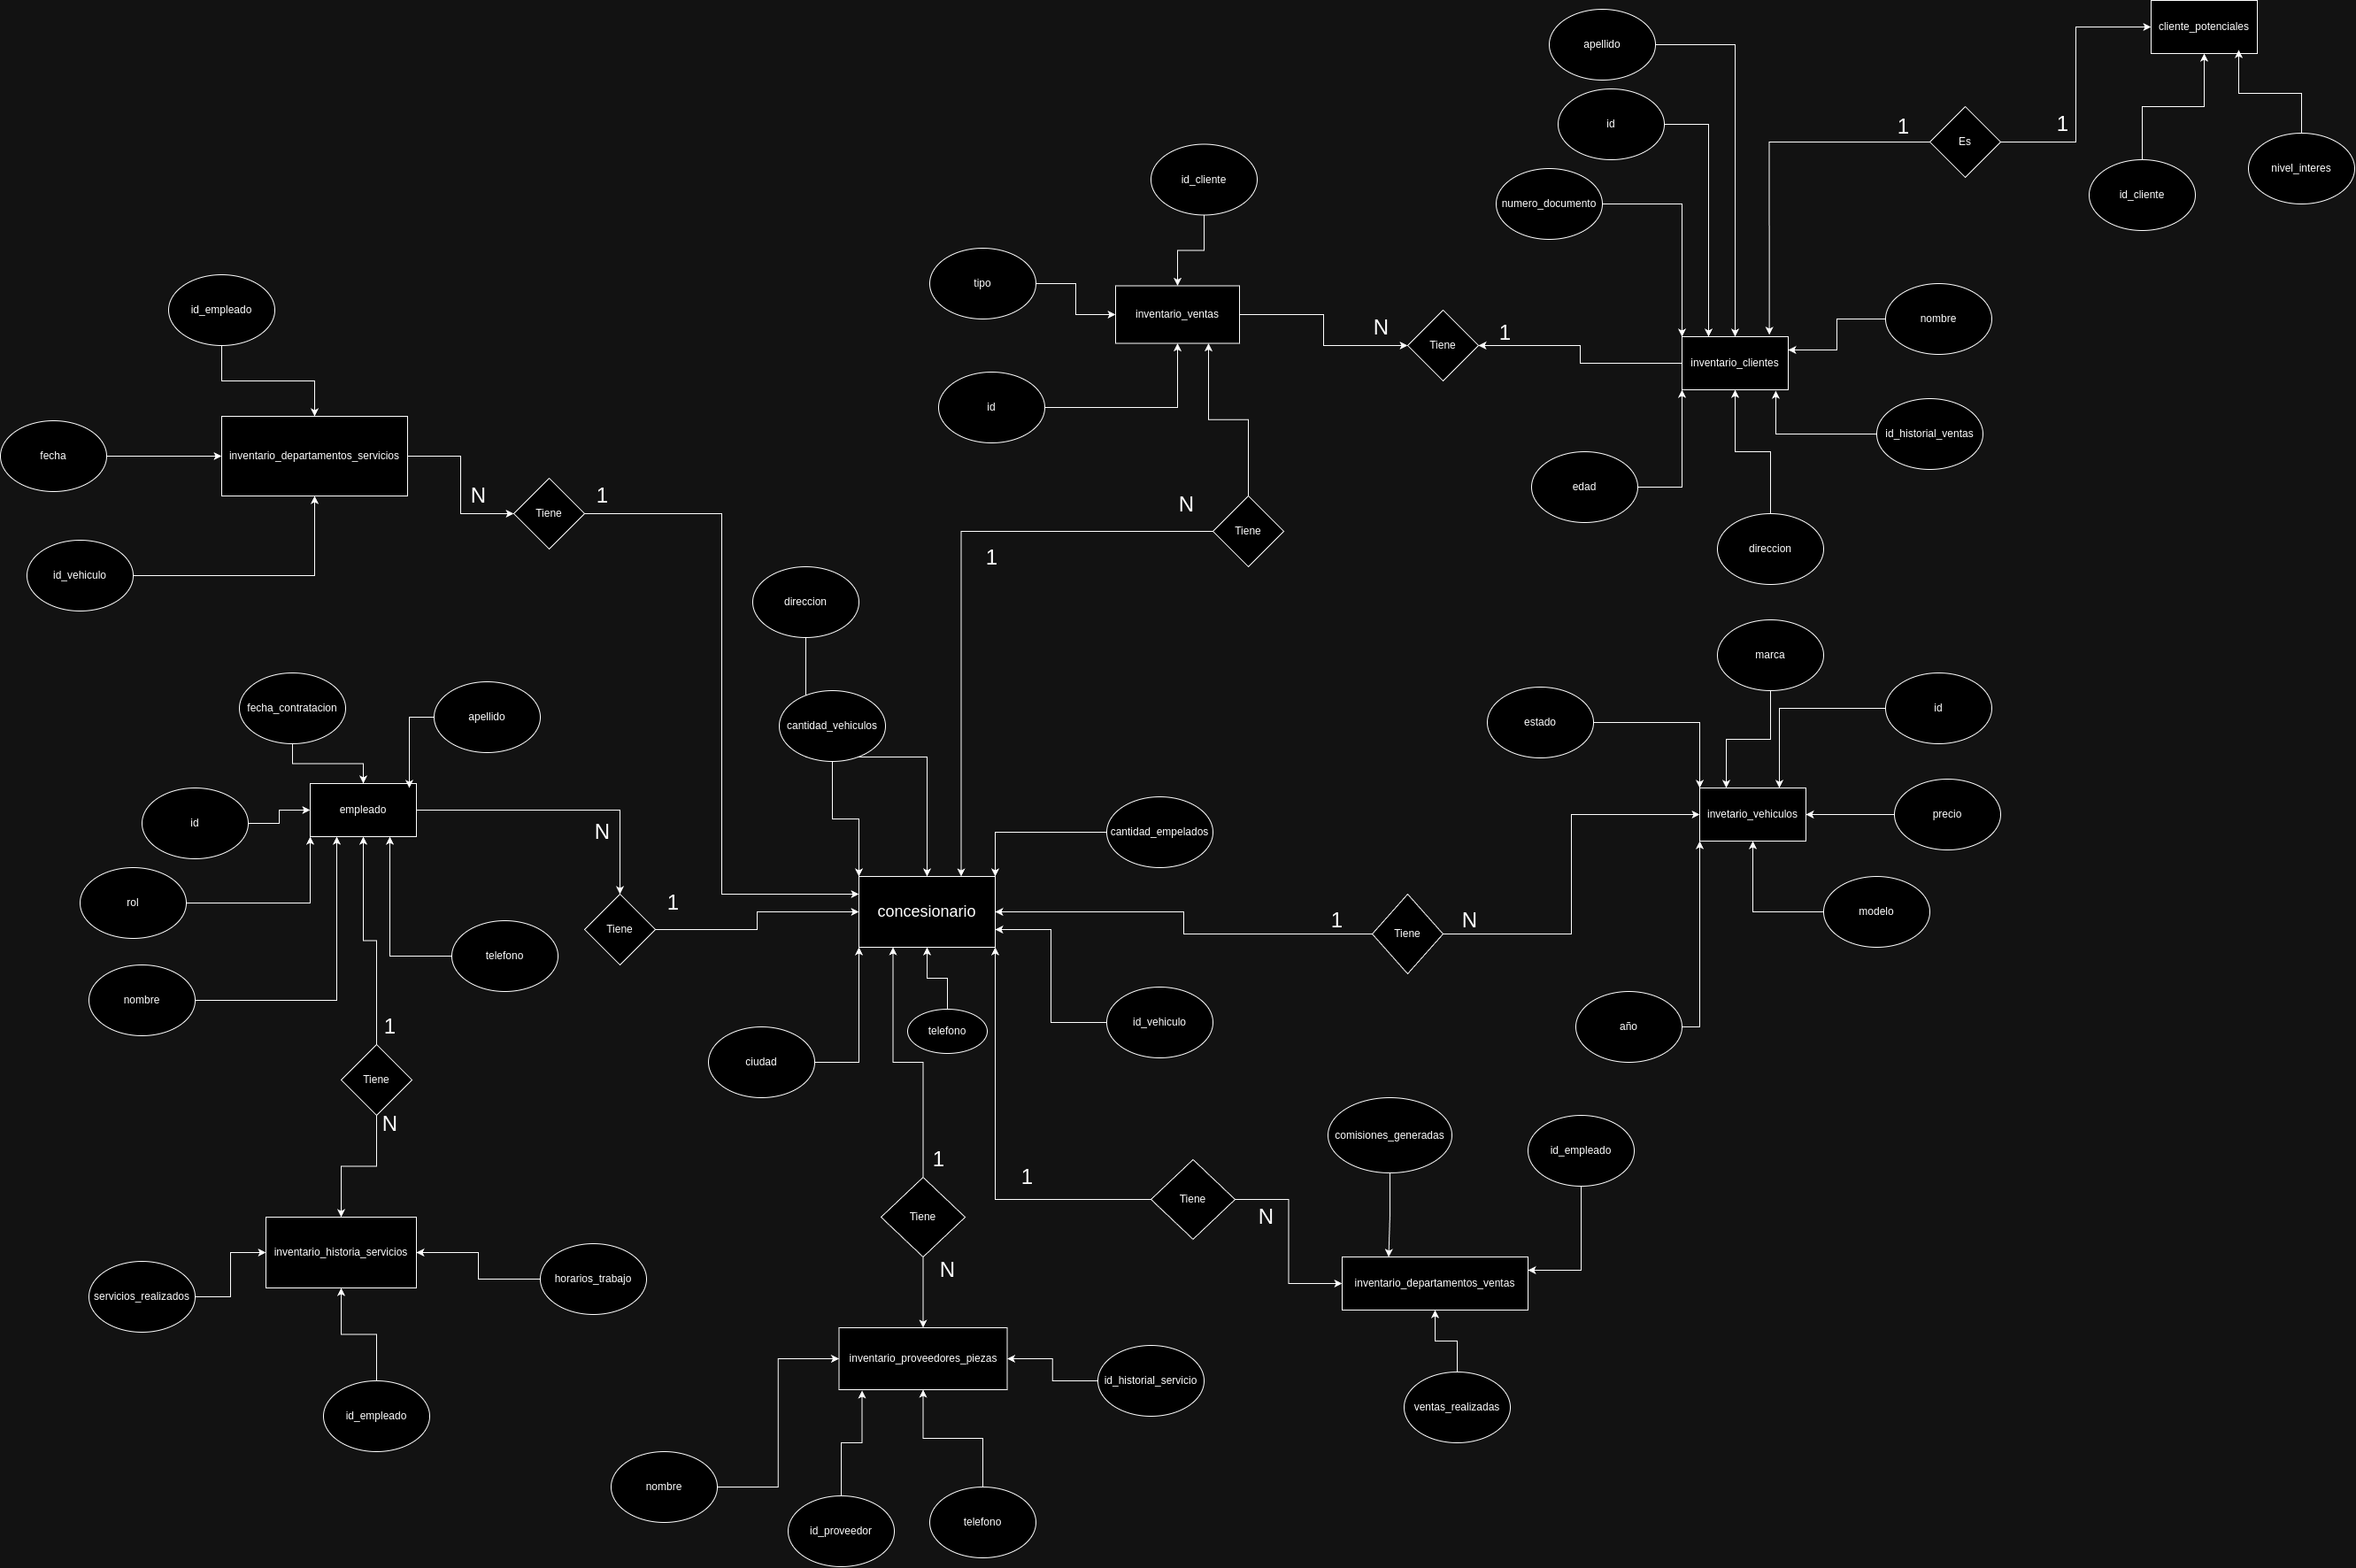 cliente_potenciales
apellido
id
Es
1
1
nivel_interes
id_cliente
id_cliente
numero_documento
tipo
inventario_ventas
N
Tiene
1
inventario_clientes
nombre
id
id_historial_ventas
edad
direccion
id_empleado
fecha
inventario_departamentos_servicios
N
Tiene
1
id_vehiculo
N
Tiene
1
direccion
cantidad_vehiculos
marca
estado
id
fecha_contratacion
apellido
id
empleado
N
rol
telefono
nombre
Tiene
1
cantidad_empelados
concesionario
invetario_vehiculos
precio
modelo
1
Tiene
N
año
id_vehiculo
telefono
ciudad
1
Tiene
N
inventario_historia_servicios
servicios_realizados
horarios_trabajo
id_empleado
1
Tiene
N
1
Tiene
N
comisiones_generadas
id_empleado
inventario_departamentos_ventas
ventas_realizadas
inventario_proveedores_piezas
id_historial_servicio
nombre
id_proveedor
telefono